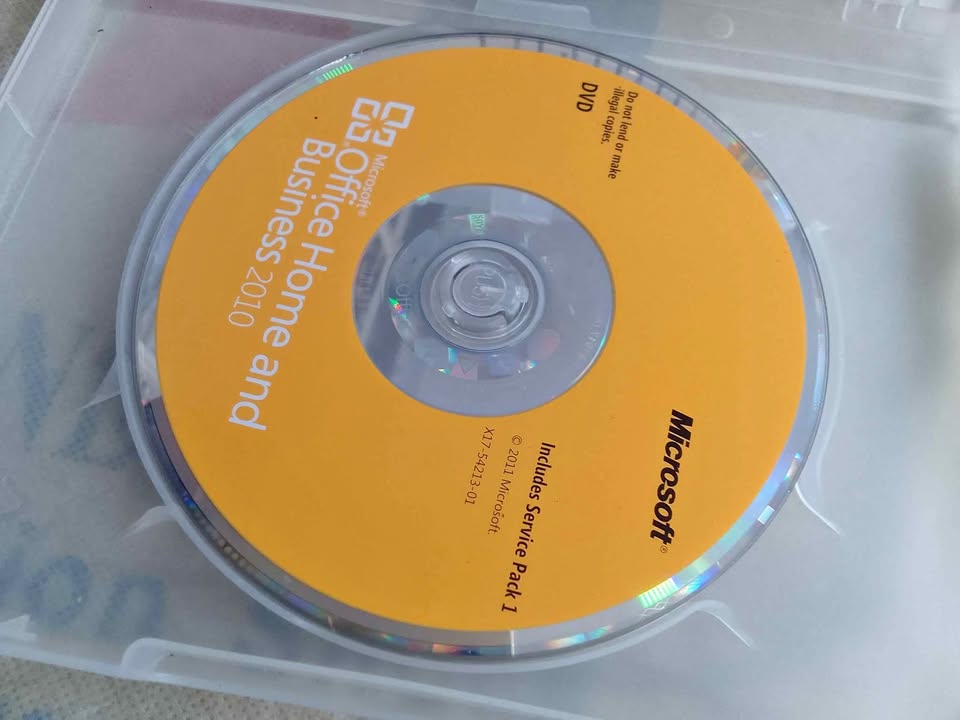 Microsoft®
Office Home and
Business 2010
Do not lend or make
illegal copies.
DVD
Microsoft®
Includes Service Pack 1
© 2011 Microsoft.
X17-54213-01